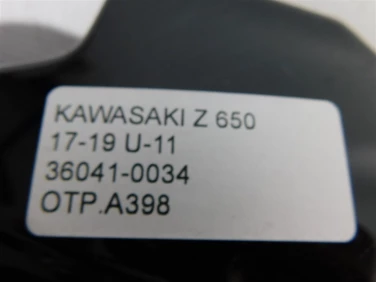 KAWASAKI Z 650
17-19 U-11
36041-0034
OTP.A398